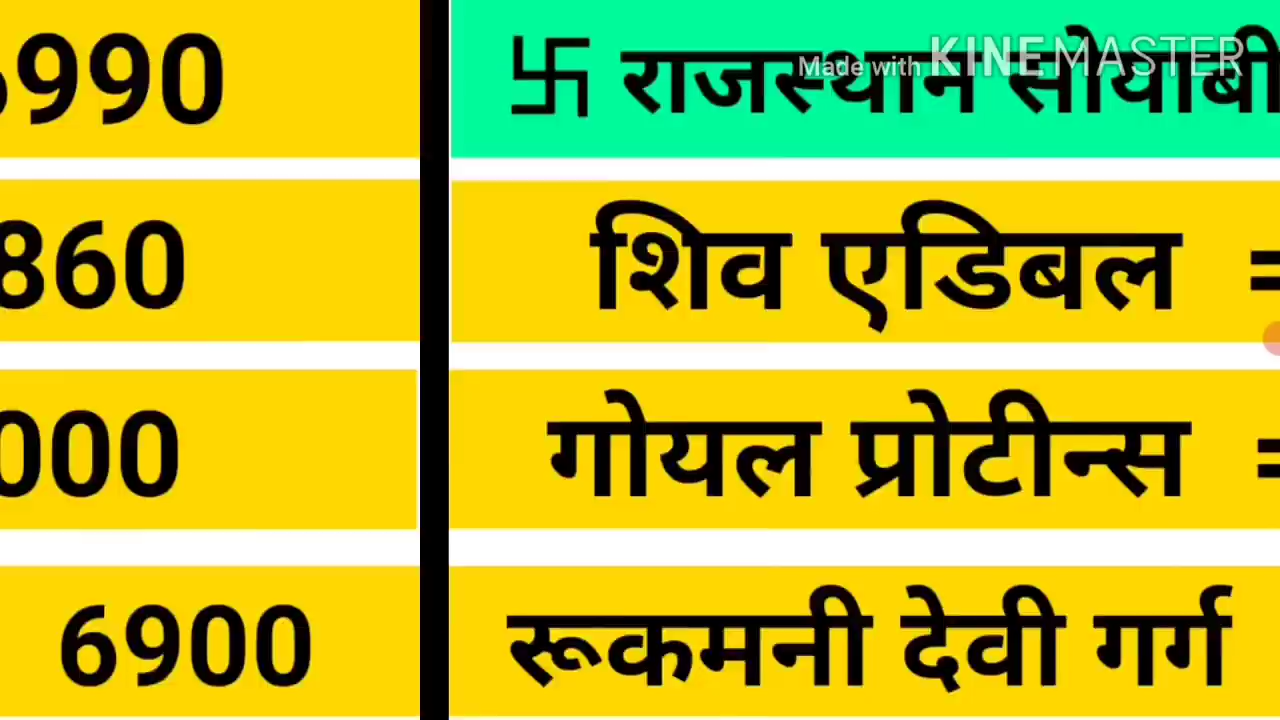 6990
卐 राजस्थान सोयाबी
Made with KINEMASTER
860
शिव एडिबल =
000
गोयल प्रोटीन्स =
6900
रूकमनी देवी गर्ग